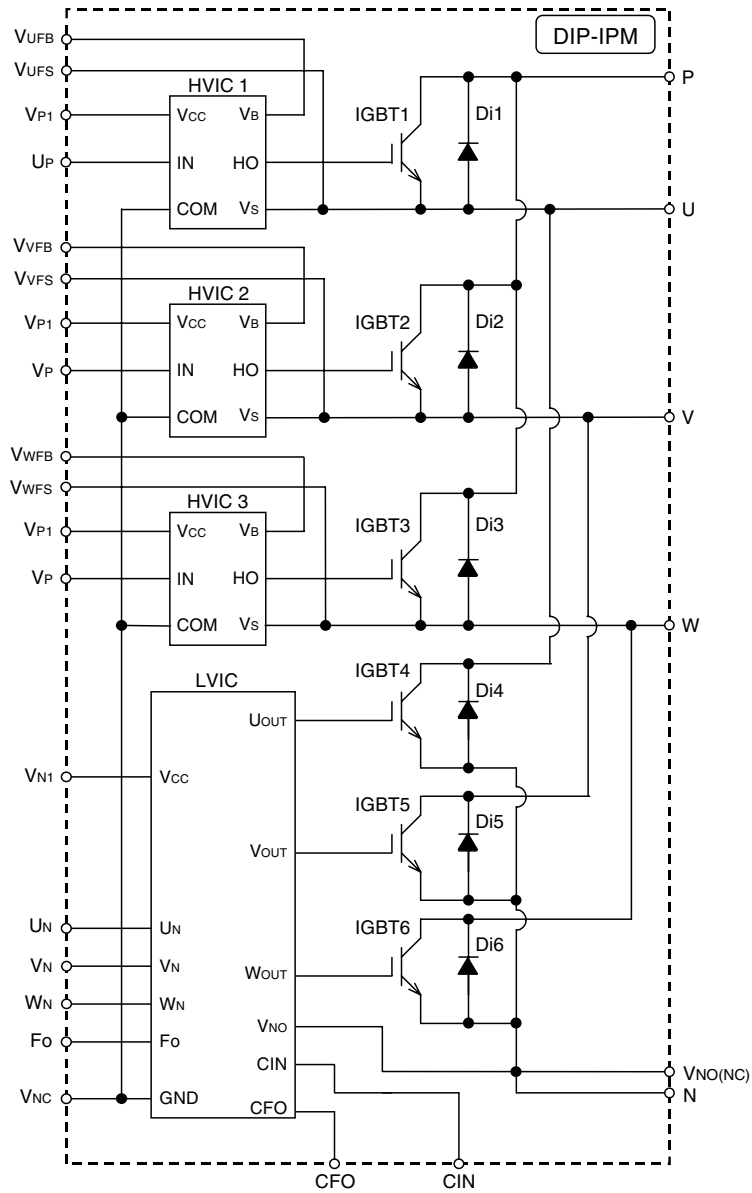 DIP-IPM
VUFB
VUFS
HVIC 1
VP1
VCC
VB
IGBT1
Di1
P
UP
IN
HO
COM
VS
U
VVFB
VVFS
HVIC 2
VP1
VCC
VB
IGBT2
Di2
VP
IN
HO
COM
VS
V
VWFB
VWFS
HVIC 3
VP1
VCC
VB
IGBT3
Di3
VP
IN
HO
COM
VS
W
LVIC
IGBT4
Di4
UOUT
VN1
VCC
IGBT5
Di5
VOUT
UN
UN
IGBT6
Di6
VN
VN
WOUT
WN
WN
Fo
Fo
VNO
CIN
VNO(NC)
N
VNC
GND
CFO
CFO
CIN